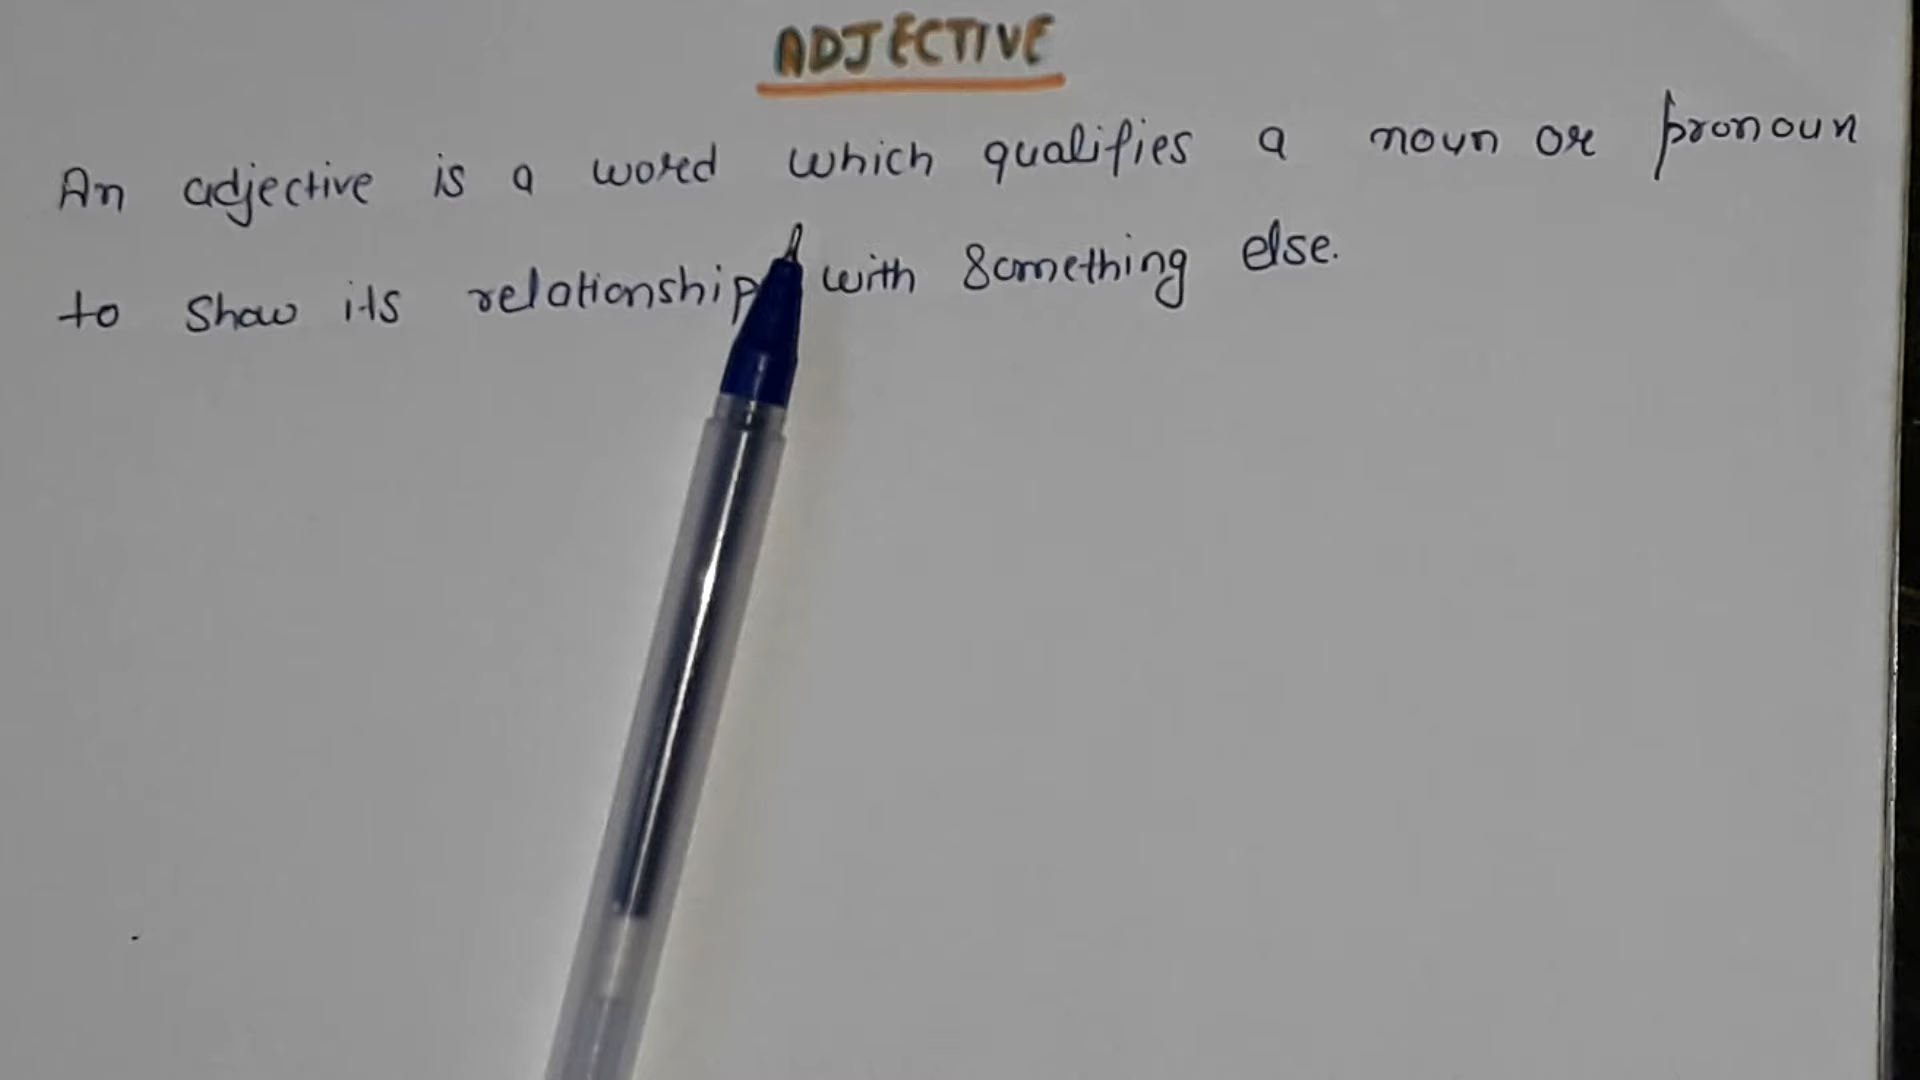 ADJECTIVE
An adjective is a word which qualifies a noun or pronoun
to show its relationship with something else.